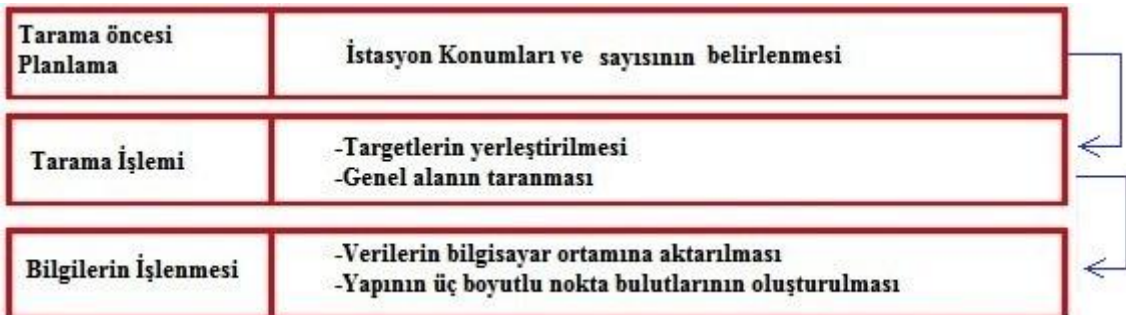 Tarama öncesi
Planlama
İstasyon Konumları ve sayısının belirlenmesi
Tarama İşlemi
-Targetlerin yerleştirilmesi
-Genel alanın taranması
Bilgilerin İşlenmesi
-Verilerin bilgisayar ortamına aktarılması
-Yapının üç boyutlu nokta bulutlarının oluşturulması